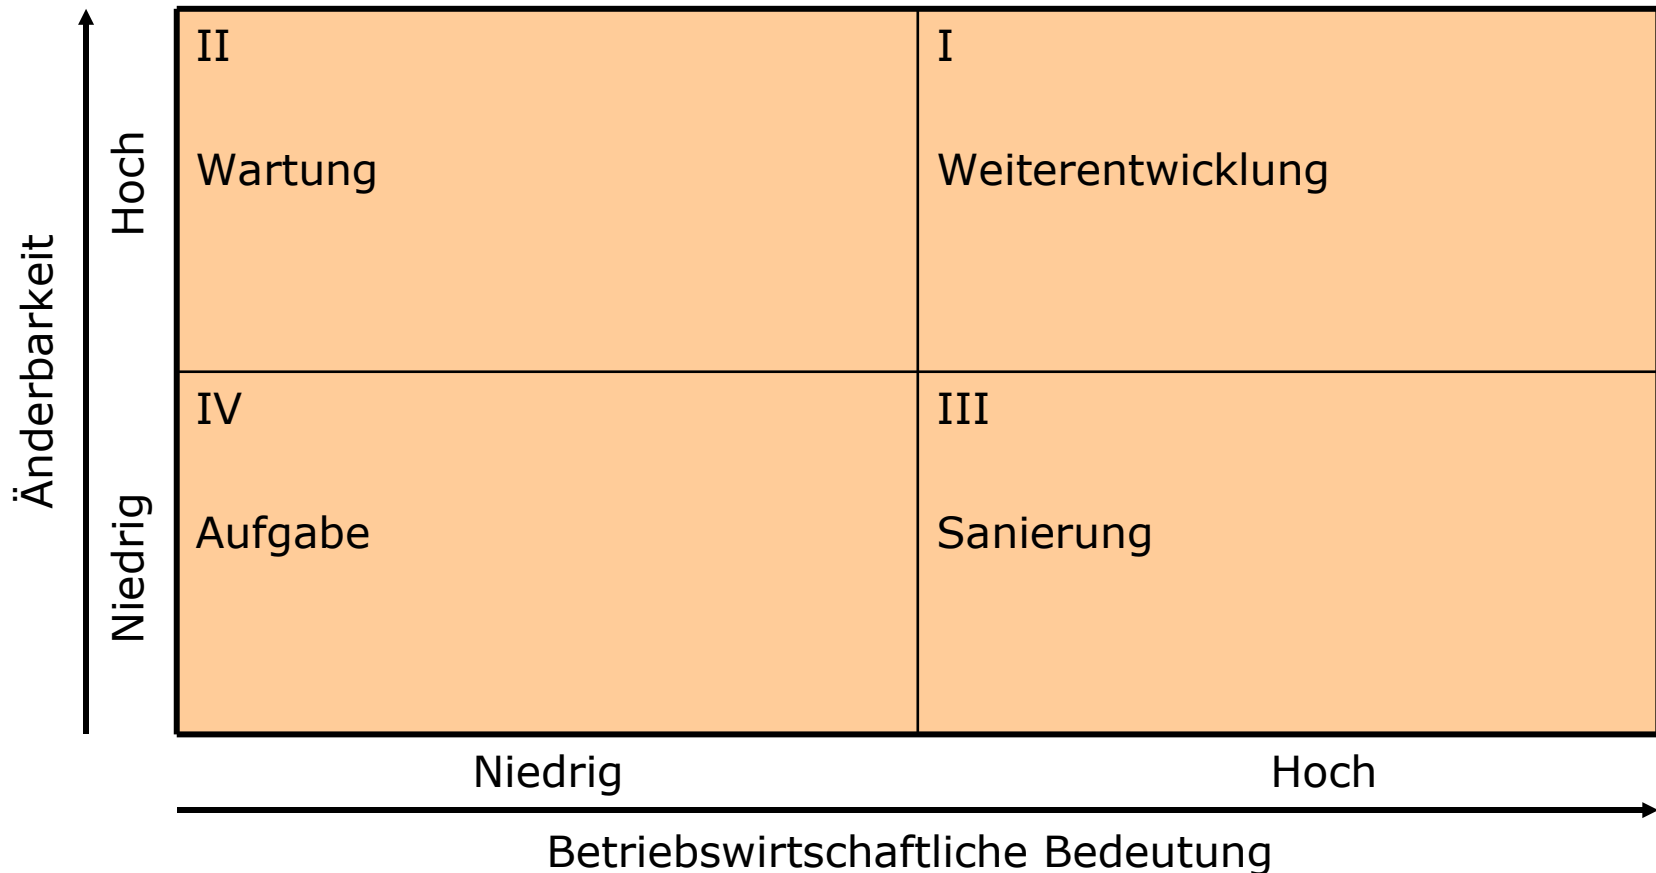 II
I
Wartung
Weiterentwicklung
IV
III
Aufgabe
Sanierung
Änderbarkeit
Hoch
Niedrig
Niedrig
Hoch
Betriebswirtschaftliche Bedeutung